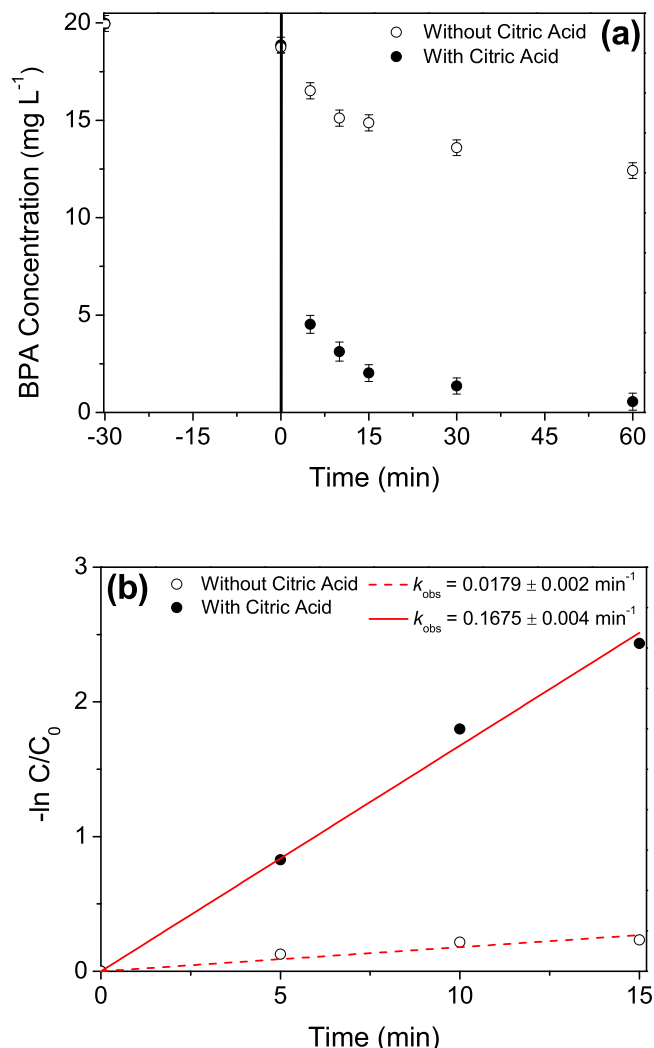 20
15
10
5
0
BPA Concentration (mg L⁻¹)
Without Citric Acid
With Citric Acid
(a)
-30 -15 0 15 30 45 60
Time (min)
3
2
1
0
-ln C/C₀
(b)
Without Citric Acid
With Citric Acid
k_obs = 0.0179 ± 0.002 min⁻¹
k_obs = 0.1675 ± 0.004 min⁻¹
0 5 10 15
Time (min)